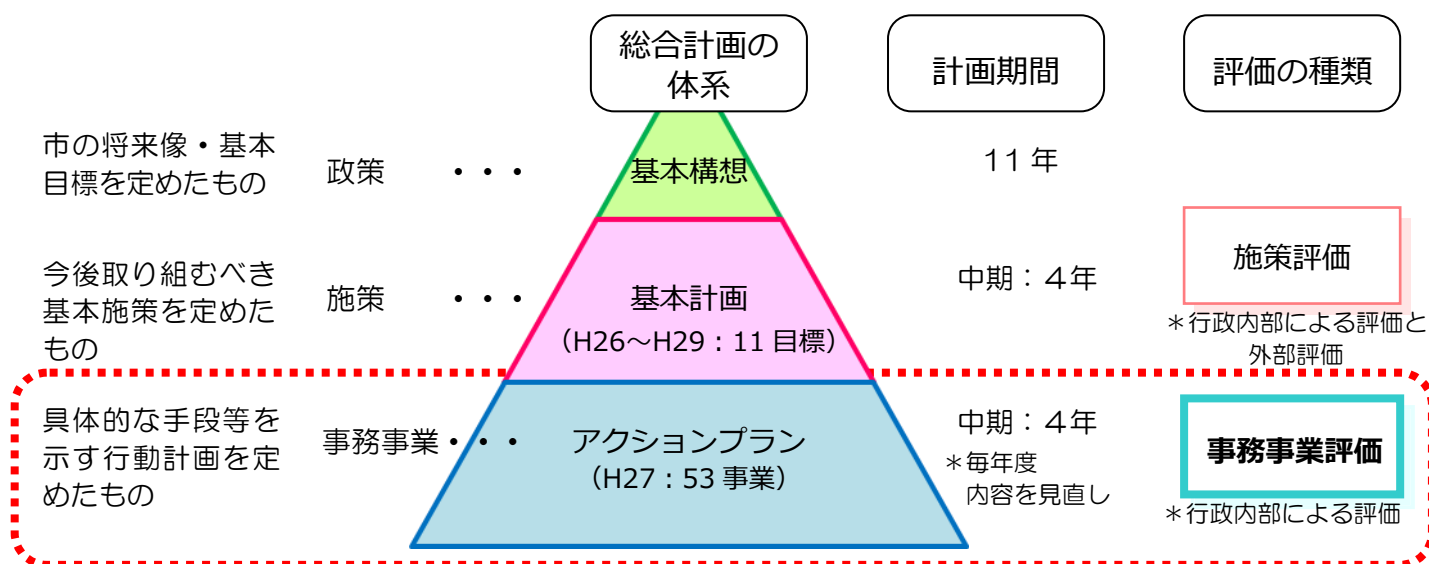 総合計画の
体系
計画期間
評価の種類
市の将来像・基本
目標を定めたもの
政策 ・・・
基本構想
11年
今後取り組むべき
基本施策を定めた
もの
施策 ・・・
基本計画
（H26～H29：11目標）
中期：４年
施策評価
＊行政内部による評価と
外部評価
具体的な手段等を
示す行動計画を定
めたもの
事務事業・・・
アクションプラン
（H27：53事業）
中期：４年
＊毎年度
内容を見直し
事務事業評価
＊行政内部による評価